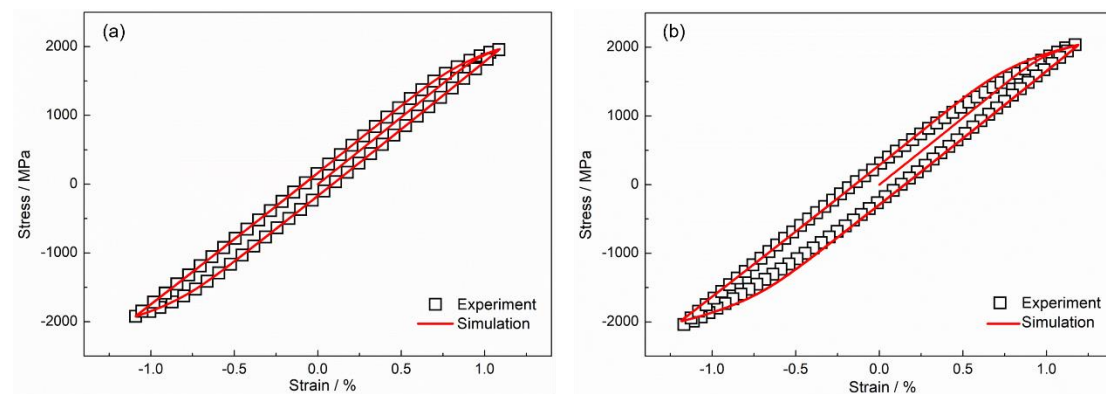 (a)
2000
1000
0
-1000
-2000
Stress / MPa
Experiment
Simulation
-1.0 -0.5 0.0 0.5 1.0
Strain / %
(b)
2000
1000
0
-1000
-2000
Stress / MPa
Experiment
Simulation
-1.0 -0.5 0.0 0.5 1.0
Strain / %